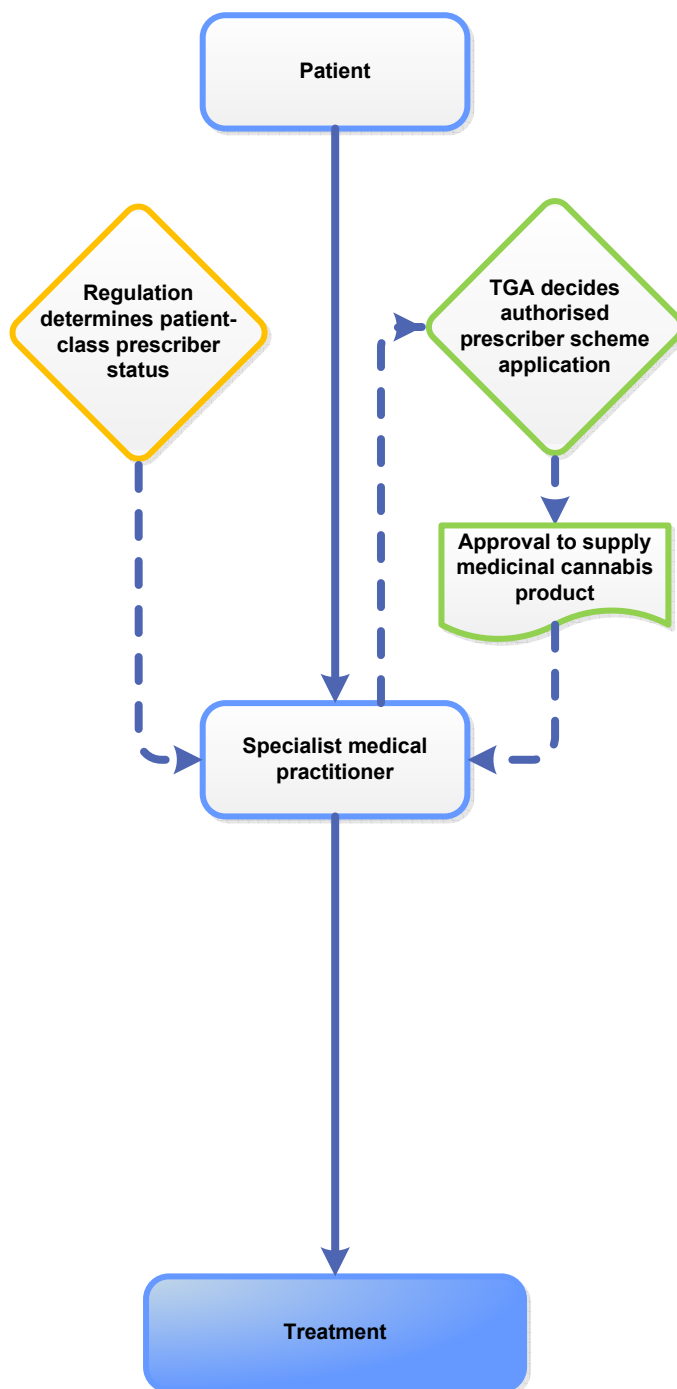 Patient
Regulation
determines patient-
class prescriber
status
TGA decides
authorised
prescriber scheme
application
Approval to supply
medicinal cannabis
product
Specialist medical
practitioner
Treatment